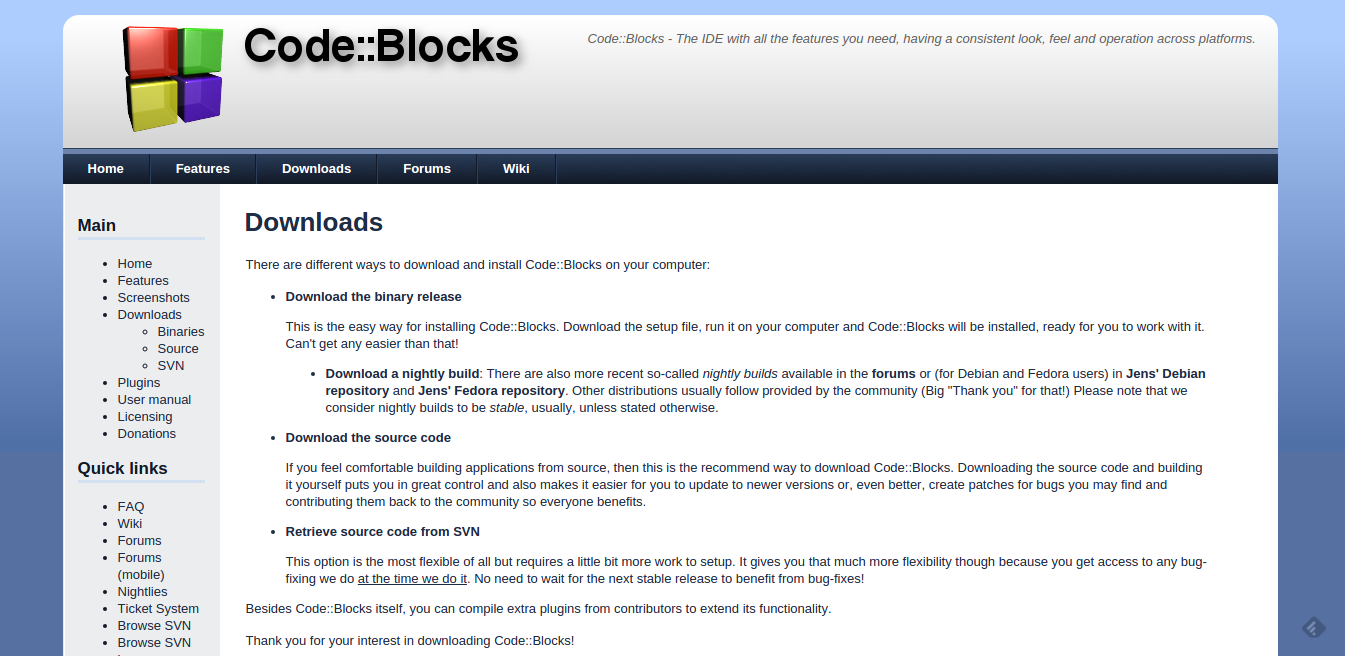 Code::Blocks
Code::Blocks - The IDE with all the features you need, having a consistent look, feel and operation across platforms.
Home
Features
Downloads
Forums
Wiki
Main
Home
Features
Screenshots
Downloads
Binaries
Source
SVN
Plugins
User manual
Licensing
Donations
Quick links
FAQ
Wiki
Forums
Forums
(mobile)
Nightlies
Ticket System
Browse SVN
Browse SVN
Downloads
There are different ways to download and install Code::Blocks on your computer:
Download the binary release
This is the easy way for installing Code::Blocks. Download the setup file, run it on your computer and Code::Blocks will be installed, ready for you to work with it.
Can't get any easier than that!
Download a nightly build: There are also more recent so-called nightly builds available in the forums or (for Debian and Fedora users) in Jens' Debian
repository and Jens' Fedora repository. Other distributions usually follow provided by the community (Big "Thank you" for that!) Please note that we
consider nightly builds to be stable, usually, unless stated otherwise.
Download the source code
If you feel comfortable building applications from source, then this is the recommend way to download Code::Blocks. Downloading the source code and building
it yourself puts you in great control and also makes it easier for you to update to newer versions or, even better, create patches for bugs you may find and
contributing them back to the community so everyone benefits.
Retrieve source code from SVN
This option is the most flexible of all but requires a little bit more work to setup. It gives you that much more flexibility though because you get access to any bug-
fixing we do at the time we do it. No need to wait for the next stable release to benefit from bug-fixes!
Besides Code::Blocks itself, you can compile extra plugins from contributors to extend its functionality.
Thank you for your interest in downloading Code::Blocks!